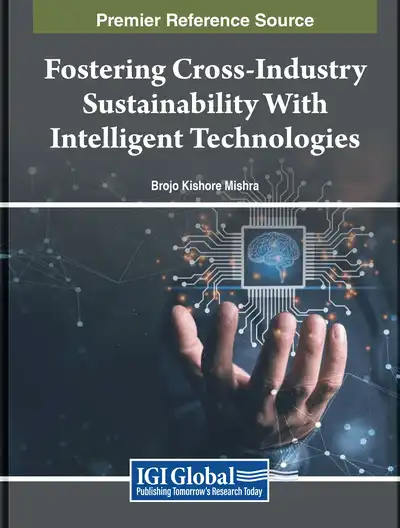 Premier Reference Source
Fostering Cross-Industry
Sustainability With
Intelligent Technologies
Brojo Kishore Mishra
IGI Global
Publishing Tomorrow's Research Today